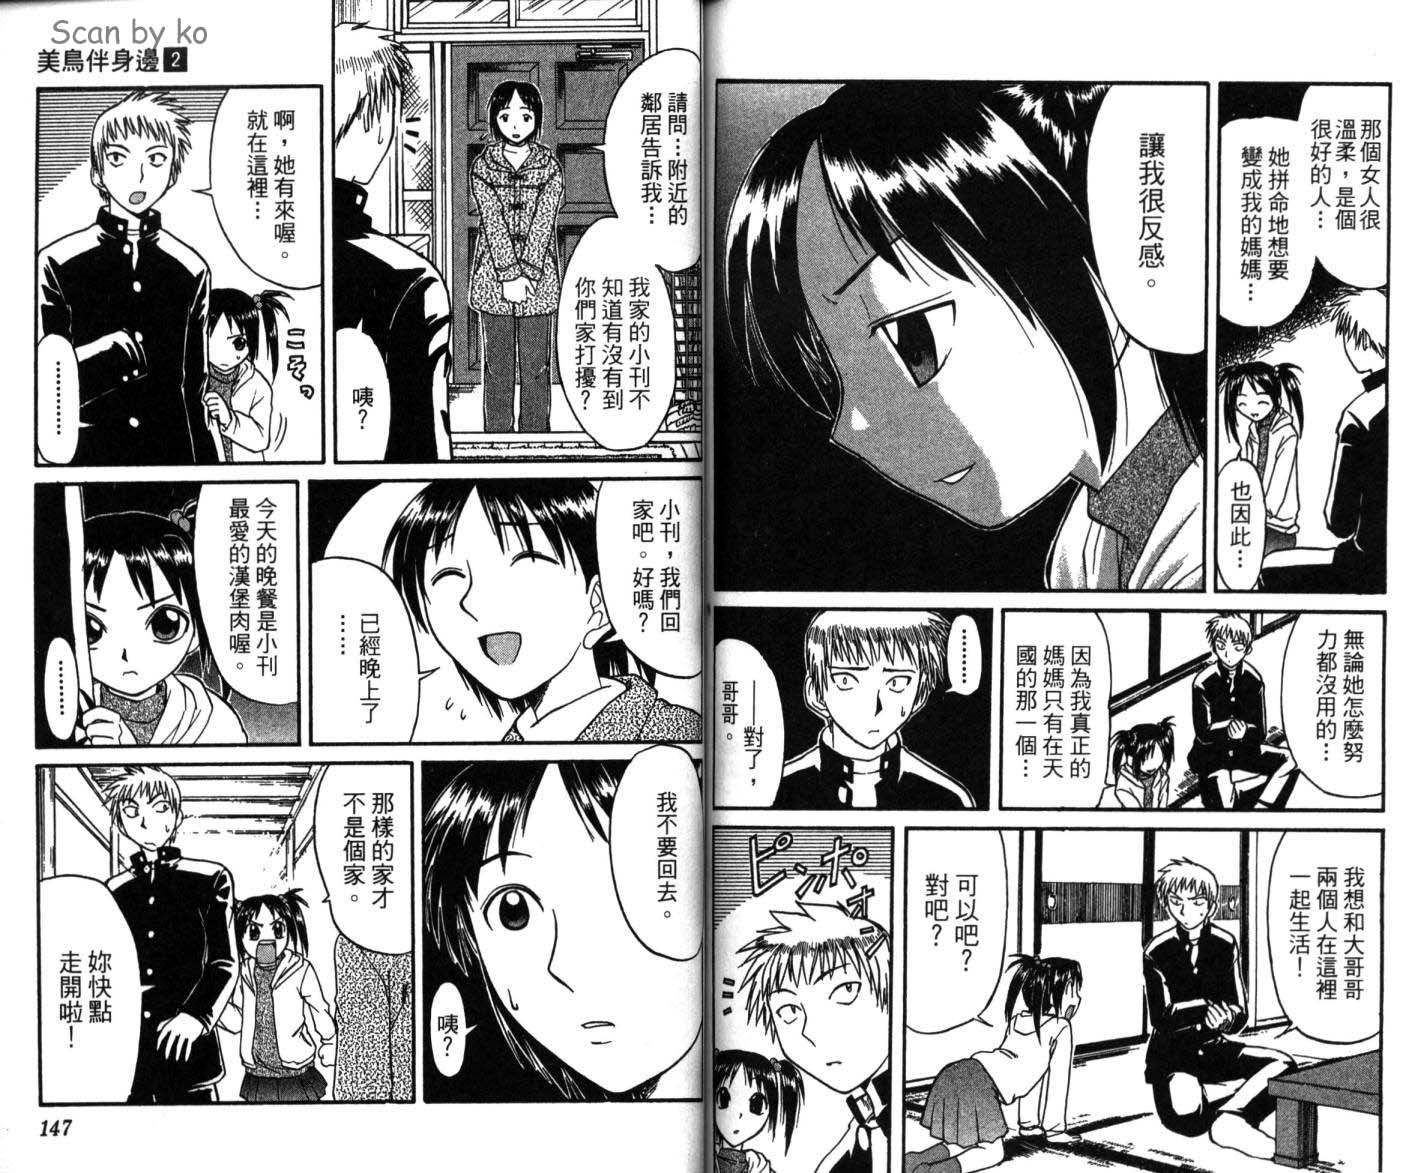 Scan by ko
美鳥伴身邊2
那個女人很
溫柔，是個
很好的人…
她拼命地想要
變成我的媽媽…
也因此…
讓我很反感。
無論她怎麼努
力都沒用的…
因為我真正的
媽媽只有在天
國的那一個…
………
——對了，
哥哥。
我想和大哥哥
兩個人在這裡
一起生活！
可以吧？
對吧？
ピンポーオ
請問…附近的
鄰居告訴我…
我家的小刊不
知道有沒有到
你們家打擾？
咦？
啊，她有來喔。
就在這裡…
こそっ
………
小刊，我們回
家吧。好嗎？
已經晚上了
……
今天的晚餐是小刊
最愛的漢堡肉喔。
………
我不要回去。
咦？
那樣的家才
不是個家。
妳快點
走開啦！
147